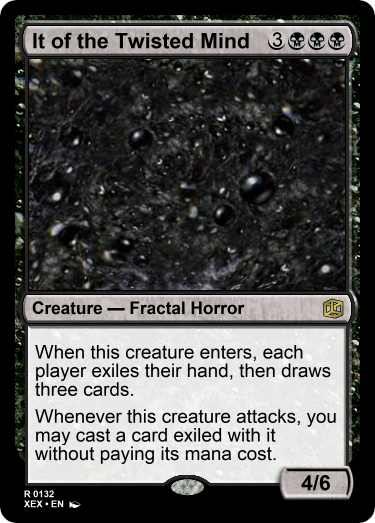 It of the Twisted Mind 3
Creature — Fractal Horror
When this creature enters, each
player exiles their hand, then draws
three cards.
Whenever this creature attacks, you
may cast a card exiled with it
without paying its mana cost.
4/6
R 0132
XEX • EN